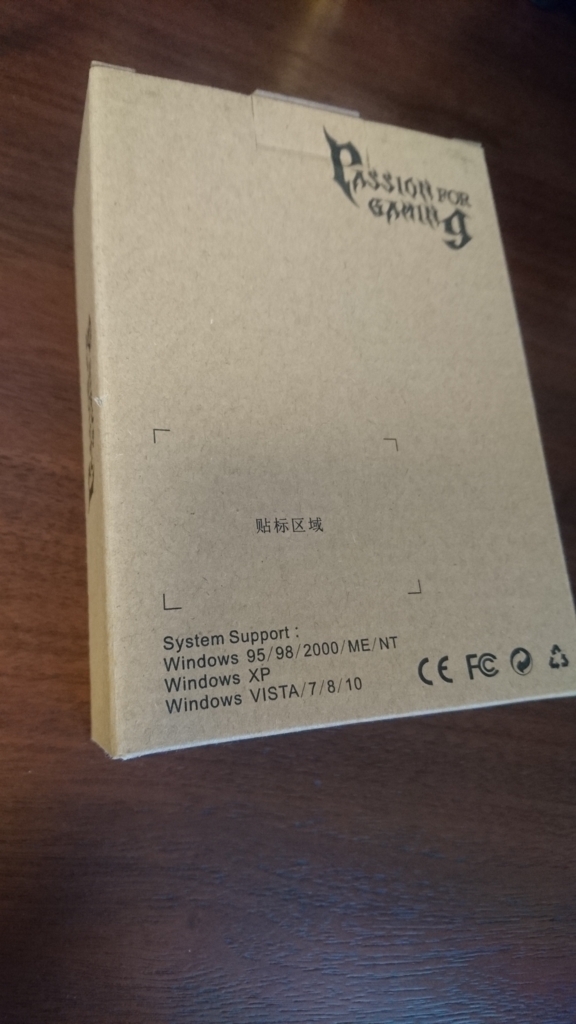 PASSION FOR
GAMING
贴标区域
System Support :
Windows 95/98/2000/ME/NT
Windows XP
Windows VISTA/7/8/10
CE FC